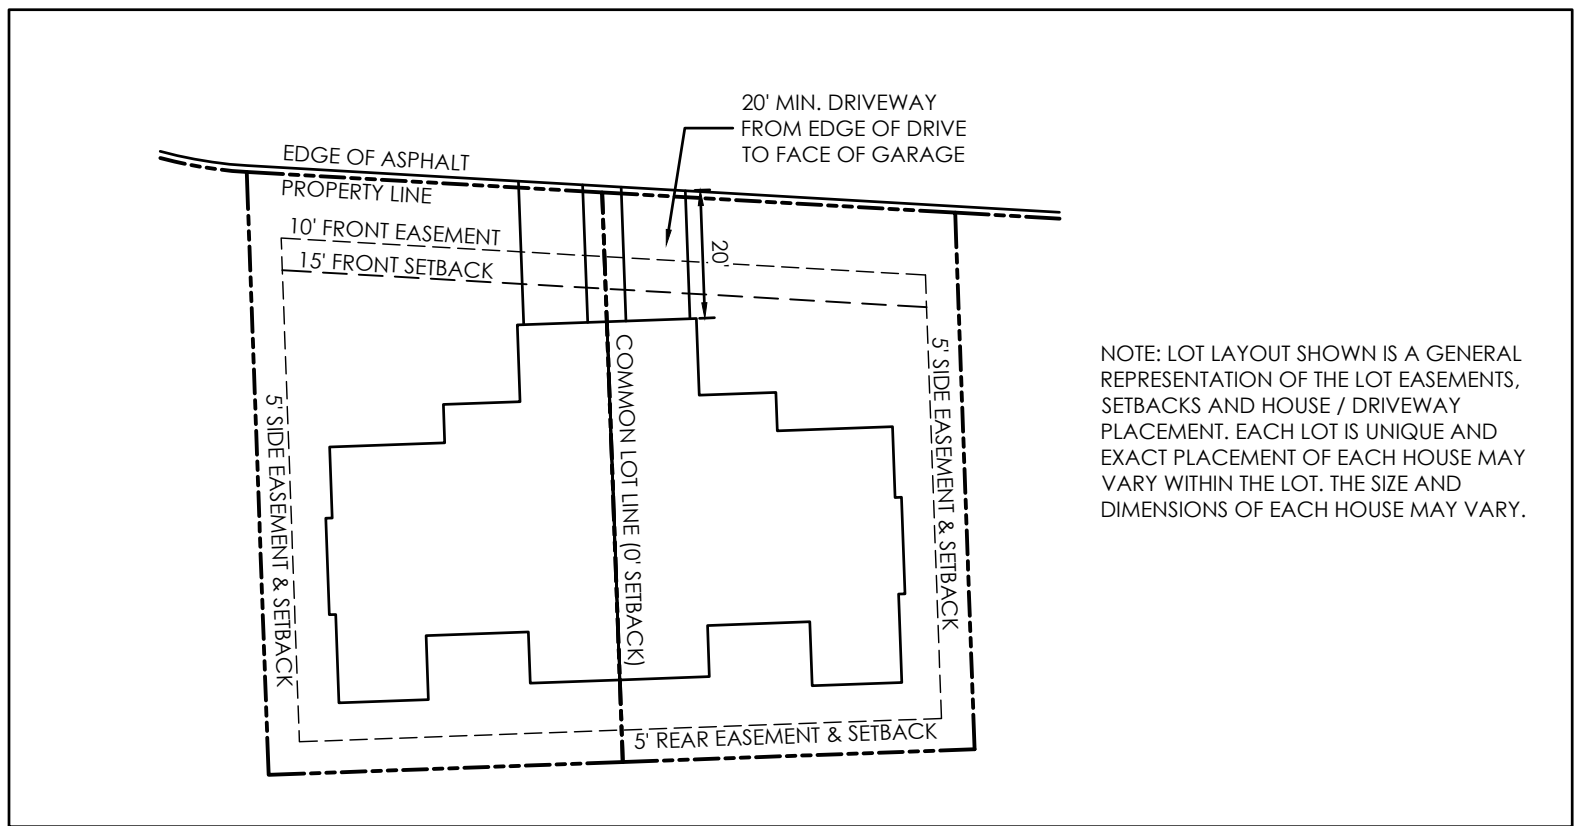 20' MIN. DRIVEWAY
FROM EDGE OF DRIVE
TO FACE OF GARAGE
EDGE OF ASPHALT
PROPERTY LINE
10' FRONT EASEMENT
15' FRONT SETBACK
20'
COMMON LOT LINE (0' SETBACK)
5' SIDE EASEMENT & SETBACK
5' SIDE EASEMENT & SETBACK
5' REAR EASEMENT & SETBACK
NOTE: LOT LAYOUT SHOWN IS A GENERAL
REPRESENTATION OF THE LOT EASEMENTS,
SETBACKS AND HOUSE / DRIVEWAY
PLACEMENT. EACH LOT IS UNIQUE AND
EXACT PLACEMENT OF EACH HOUSE MAY
VARY WITHIN THE LOT. THE SIZE AND
DIMENSIONS OF EACH HOUSE MAY VARY.